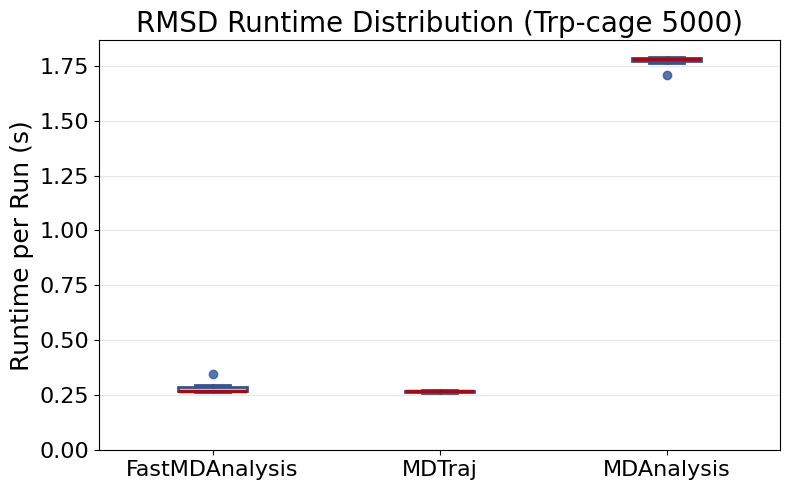 RMSD Runtime Distribution (Trp-cage 5000)
Runtime per Run (s)
1.75
1.50
1.25
1.00
0.75
0.50
0.25
0.00
FastMDAnalysis MDTraj MDAnalysis